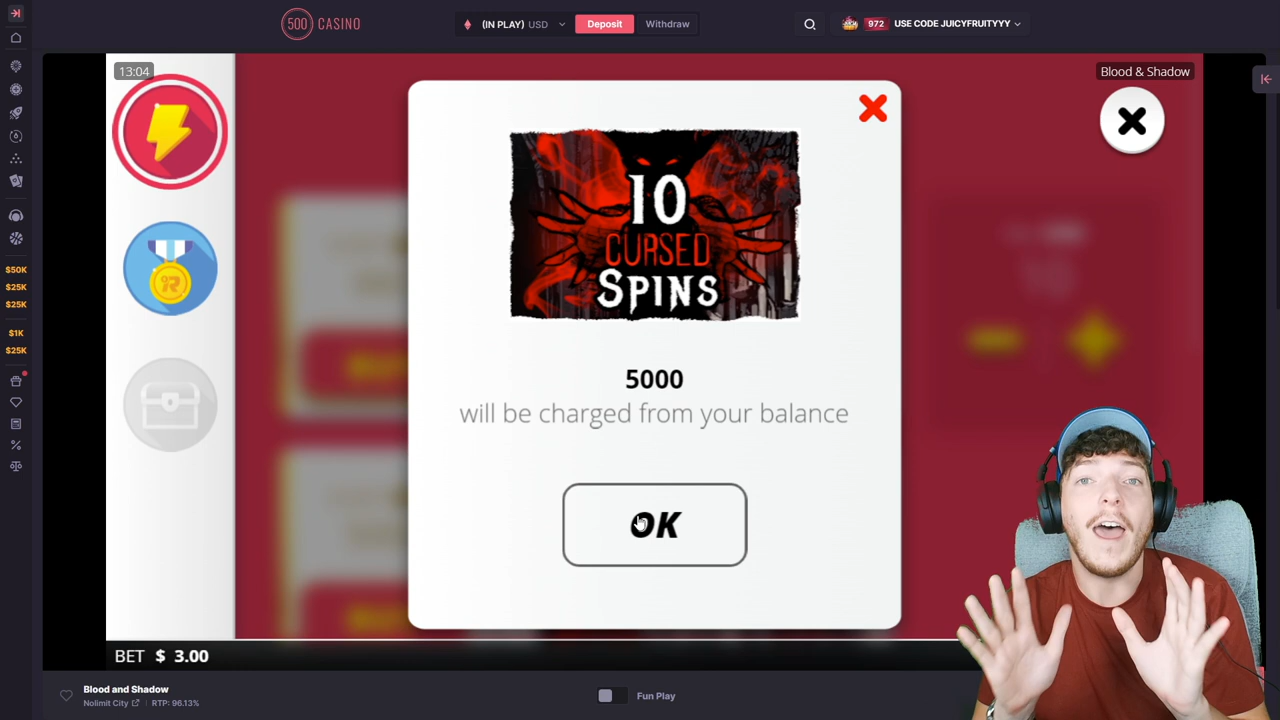 500 CASINO
(IN PLAY) USD
Deposit
Withdraw
972
USE CODE JUICYFRUITYYY
13:04
Blood & Shadow
10
CURSED
SPINS
5000
will be charged from your balance
OK
$50K
$25K
$25K
$1K
$25K
BET $ 3.00
Blood and Shadow
Nolimit City | RTP: 96.13%
Fun Play